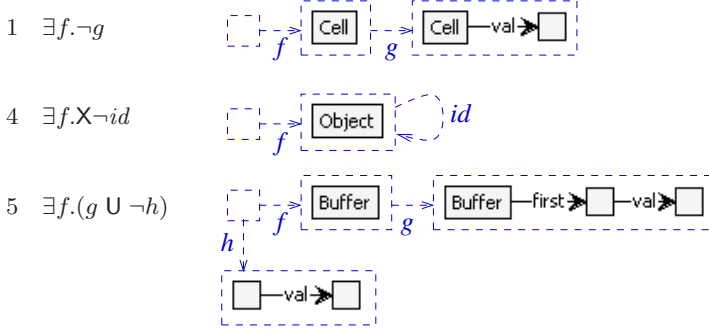 1 ∃f.¬g Cell Cell val
f g
4 ∃f.X¬id Object id
f
5 ∃f.(g U ¬h) Buffer Buffer first val
f g
h
val